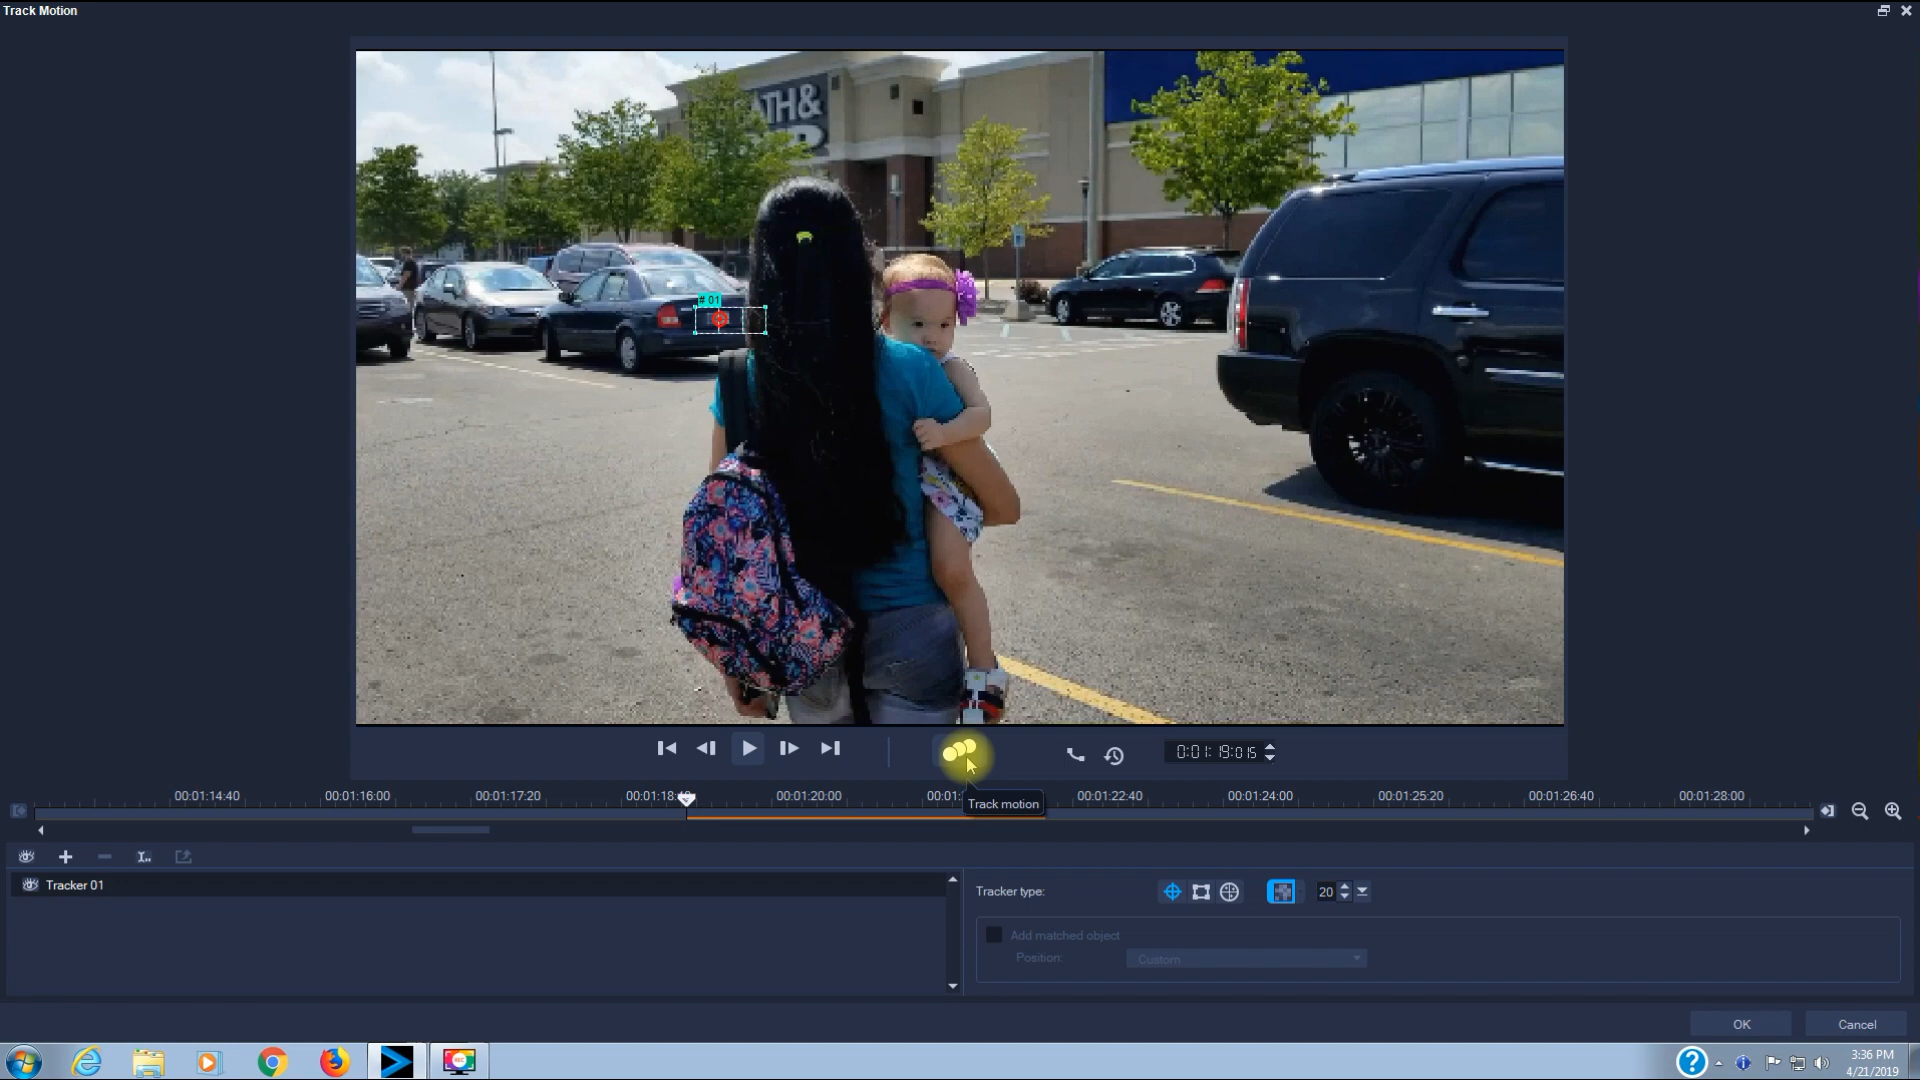 Track Motion
ATH&
# 01
0:01:19:015
00:01:14:40
00:01:16:00
00:01:17:20
00:01:18:
00:01:20:00
00:01:
00:01:22:40
00:01:24:00
00:01:25:20
00:01:26:40
00:01:28:00
Track motion
Tracker 01
Tracker type:
20
Add matched object
Position:
Custom
OK
Cancel
3:36 PM
4/21/2019